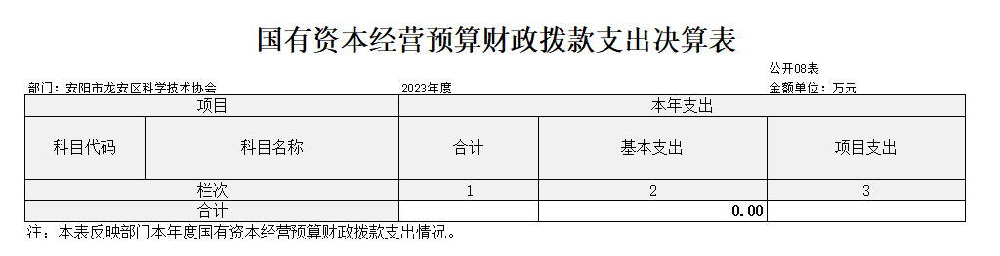 国有资本经营预算财政拨款支出决算表
公开08表
部门：安阳市龙安区科学技术协会 2023年度 金额单位：万元
项目 本年支出
科目代码 科目名称 合计 基本支出 项目支出
栏次 1 2 3
合计 0.00
注：本表反映部门本年度国有资本经营预算财政拨款支出情况。